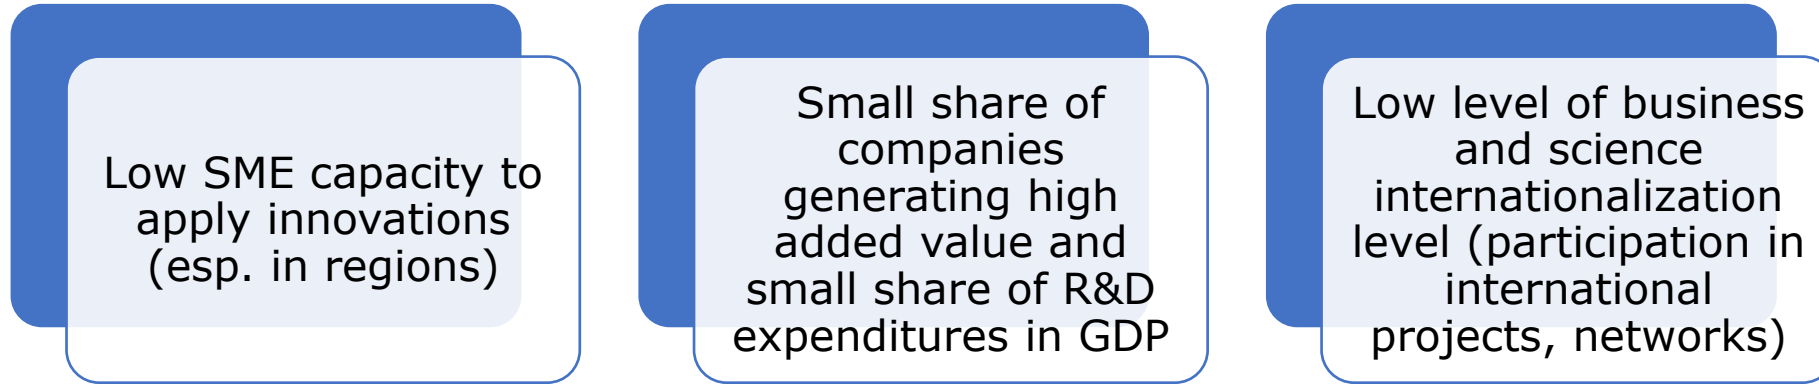 Low SME capacity to
apply innovations
(esp. in regions)
Small share of
companies
generating high
added value and
small share of R&D
expenditures in GDP
Low level of business
and science
internationalization
level (participation in
international
projects, networks)